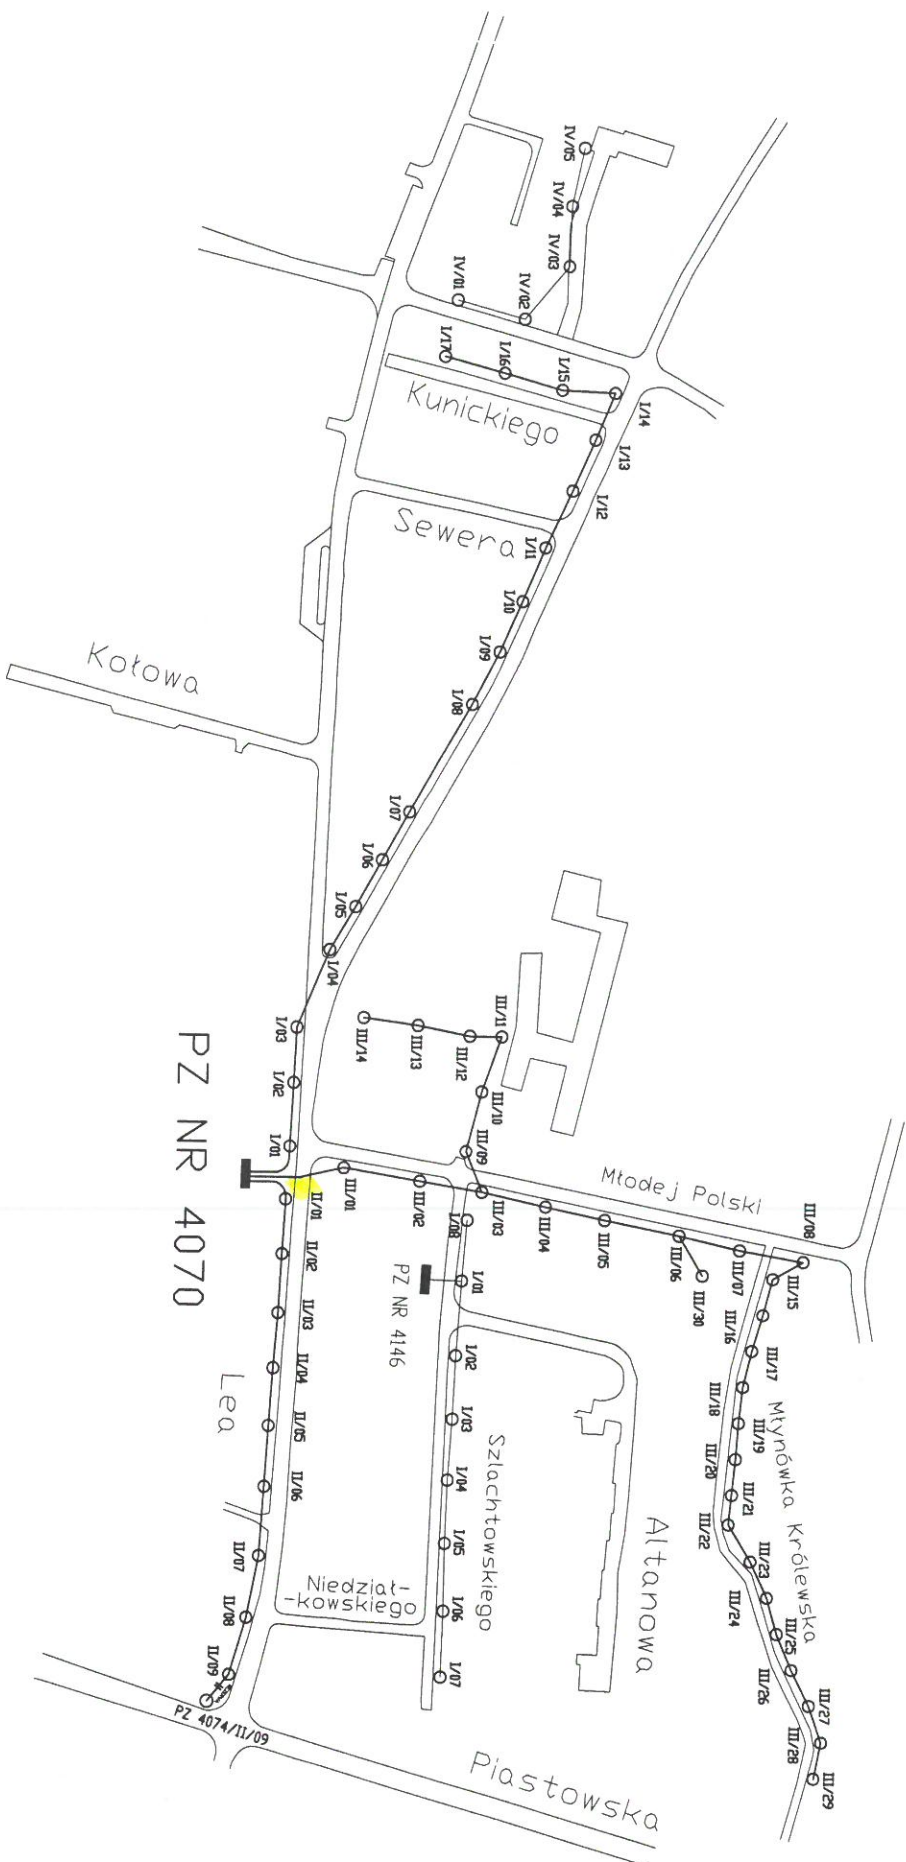 IV/05
IV/04
IV/03
IV/02
IV/01
I/17
I/16
I/15
I/14
I/13
I/12
I/11
I/10
I/09
I/08
I/07
I/06
I/05
I/04
I/03
I/02
I/01
Kunickiego
Sewera
Kołowa
PZ NR 4070
III/14
III/13
III/12
III/11
III/10
III/09
III/01
III/02
III/03
III/04
III/05
III/06
III/07
III/08
III/30
III/15
III/16
III/17
III/18
III/19
III/20
III/21
III/22
III/23
III/24
III/25
III/26
III/27
III/28
III/29
Młodej Polski
Młynówka Królewska
I/08
I/01
PZ NR 4146
I/02
I/03
I/04
I/05
I/06
I/07
Szlachtowskiego
Altanowa
II/01
II/02
II/03
II/04
II/05
II/06
II/07
II/08
II/09
Lea
Niedział-
-kowskiego
PZ 4074/II/09
Piastowska